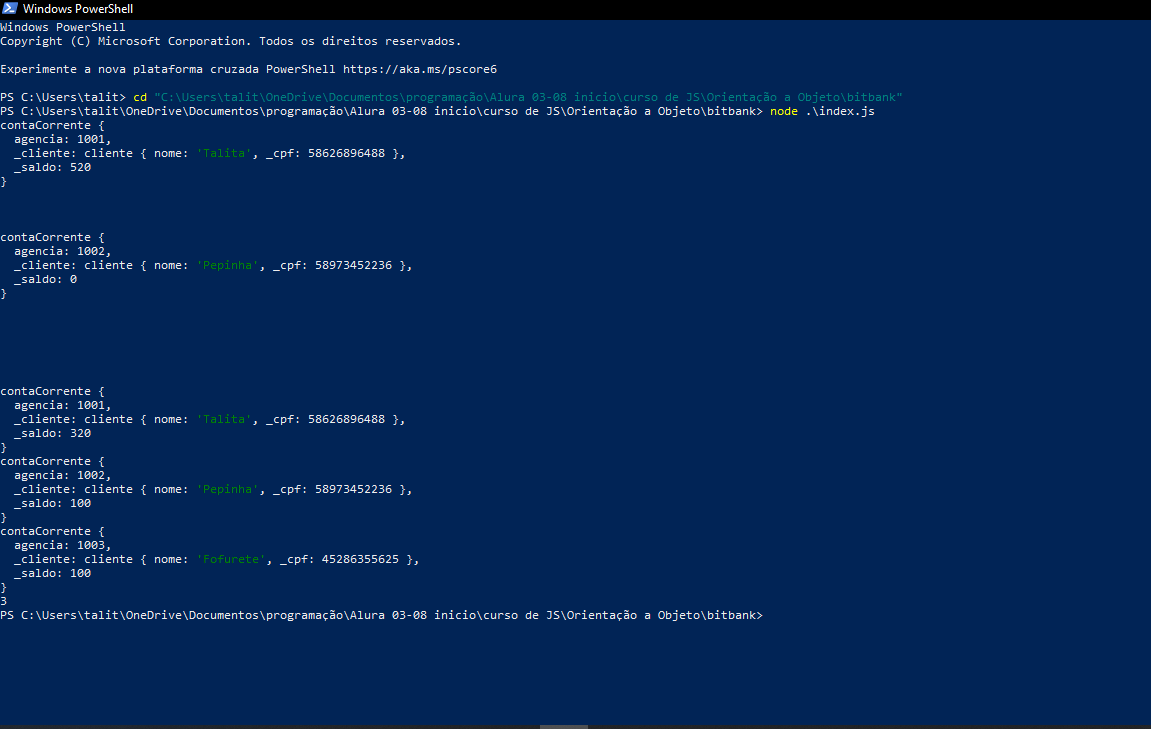 Windows PowerShell
Windows PowerShell
Copyright (C) Microsoft Corporation. Todos os direitos reservados.
Experimente a nova plataforma cruzada PowerShell https://aka.ms/pscore6
PS C:\Users\talit> cd "C:\Users\talit\OneDrive\Documentos\programação\Alura 03-08 inicio\curso de JS\Orientação a Objeto\bitbank"
PS C:\Users\talit\OneDrive\Documentos\programação\Alura 03-08 inicio\curso de JS\Orientação a Objeto\bitbank> node .\index.js
contaCorrente {
  agencia: 1001,
  _cliente: cliente { nome: 'Talita', _cpf: 58626896488 },
  _saldo: 520
}
contaCorrente {
  agencia: 1002,
  _cliente: cliente { nome: 'Pepinha', _cpf: 58973452236 },
  _saldo: 0
}
contaCorrente {
  agencia: 1001,
  _cliente: cliente { nome: 'Talita', _cpf: 58626896488 },
  _saldo: 320
}
contaCorrente {
  agencia: 1002,
  _cliente: cliente { nome: 'Pepinha', _cpf: 58973452236 },
  _saldo: 100
}
contaCorrente {
  agencia: 1003,
  _cliente: cliente { nome: 'Fofurete', _cpf: 45286355625 },
  _saldo: 100
}
3
PS C:\Users\talit\OneDrive\Documentos\programação\Alura 03-08 inicio\curso de JS\Orientação a Objeto\bitbank>